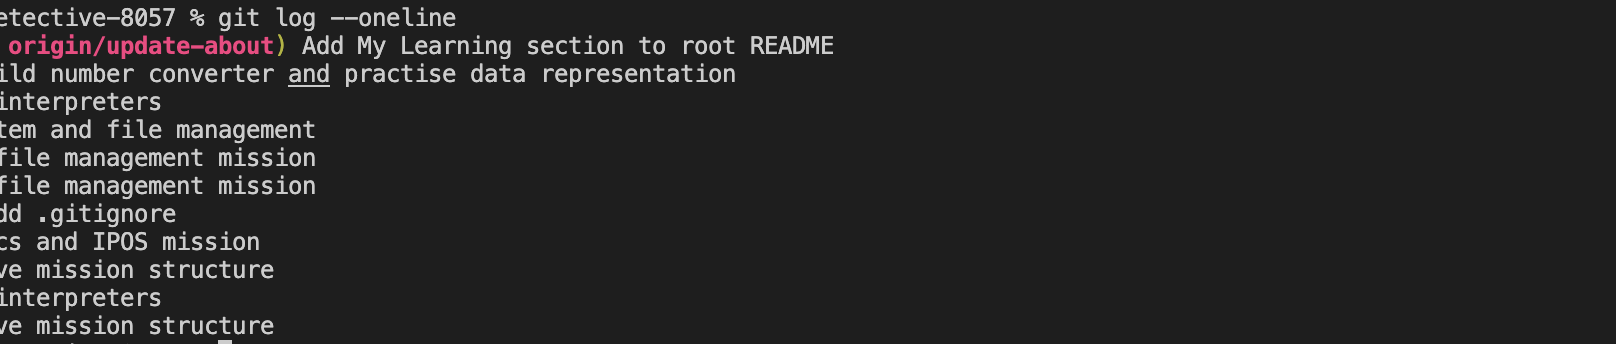 etective-8057 % git log --oneline
origin/update-about) Add My Learning section to root README
ild number converter and practise data representation
interpreters
tem and file management
file management mission
file management mission
dd .gitignore
cs and IPOS mission
ve mission structure
interpreters
ve mission structure